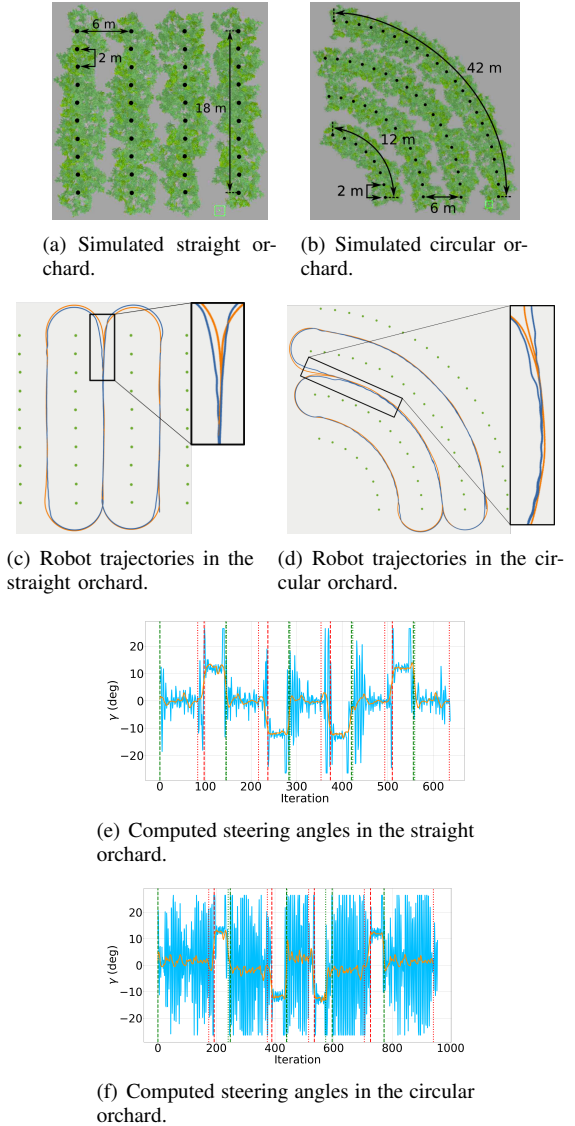 6 m
2 m
18 m
42 m
12 m
2 m
6 m
(a) Simulated straight or-
chard.
(b) Simulated circular or-
chard.
(c) Robot trajectories in the
straight orchard.
(d) Robot trajectories in the cir-
cular orchard.
20
10
0
−10
−20
γ (deg)
0 100 200 300 400 500 600
Iteration
(e) Computed steering angles in the straight
orchard.
20
10
0
−10
−20
γ (deg)
0 200 400 600 800 1000
Iteration
(f) Computed steering angles in the circular
orchard.